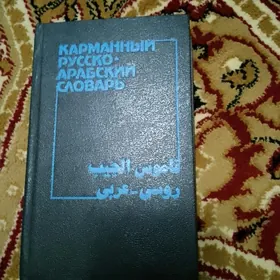 КАРМАННЫЙ
РУССКО-
АРАБСКИЙ
СЛОВАРЬ
قاموس الجيب
روسي - عربي